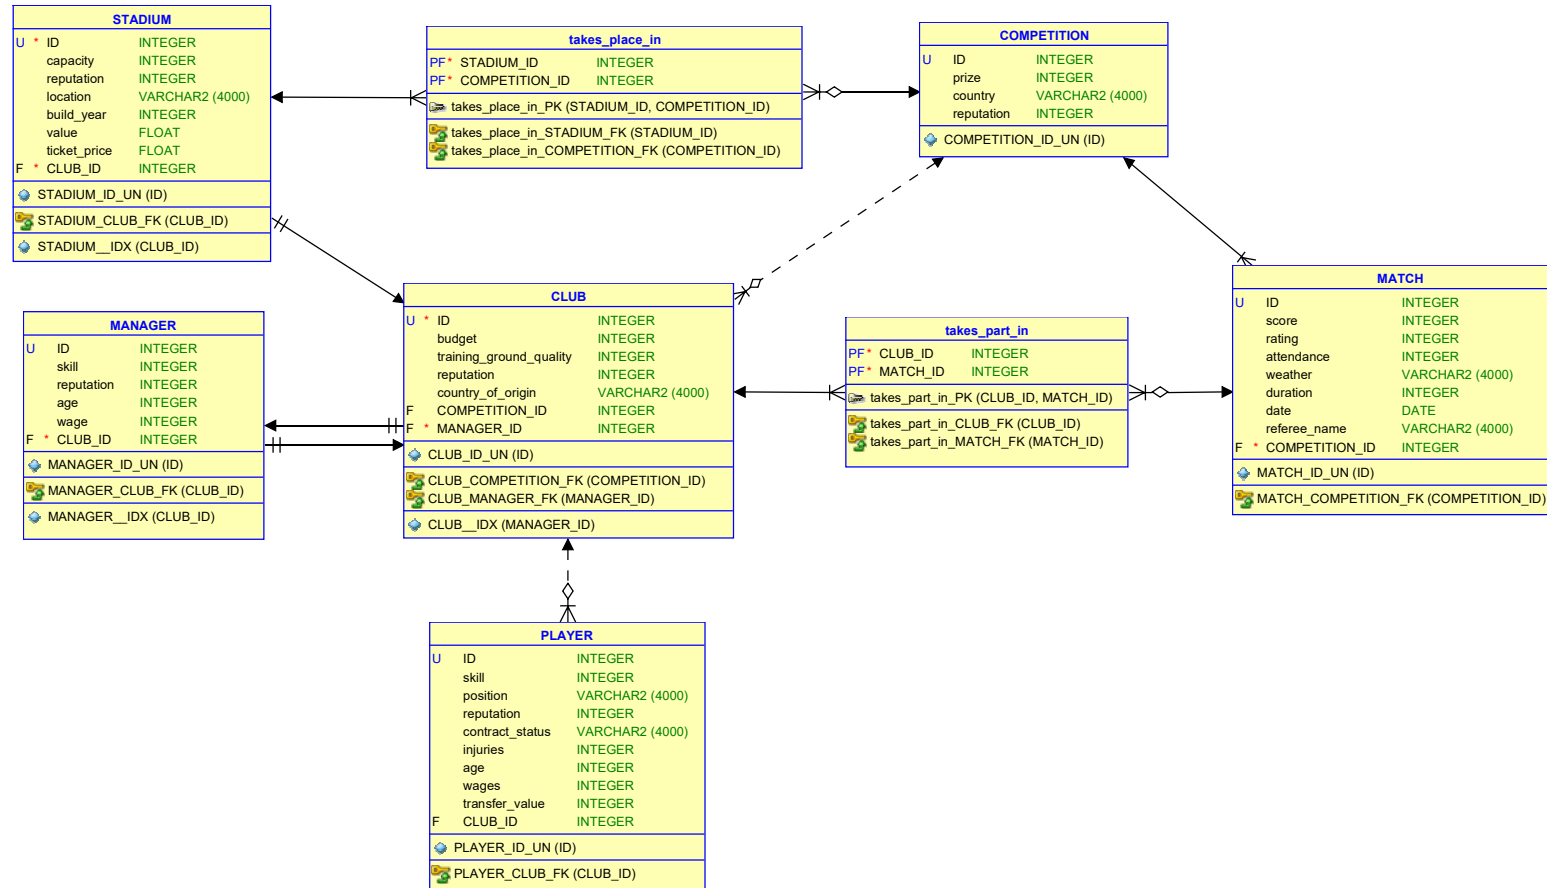 STADIUM
U * ID INTEGER
capacity INTEGER
reputation INTEGER
location VARCHAR2 (4000)
build_year INTEGER
value FLOAT
ticket_price FLOAT
F * CLUB_ID INTEGER
STADIUM_ID_UN (ID)
STADIUM_CLUB_FK (CLUB_ID)
STADIUM__IDX (CLUB_ID)
takes_place_in
PF* STADIUM_ID INTEGER
PF* COMPETITION_ID INTEGER
takes_place_in_PK (STADIUM_ID, COMPETITION_ID)
takes_place_in_STADIUM_FK (STADIUM_ID)
takes_place_in_COMPETITION_FK (COMPETITION_ID)
COMPETITION
U ID INTEGER
prize INTEGER
country VARCHAR2 (4000)
reputation INTEGER
COMPETITION_ID_UN (ID)
MANAGER
U ID INTEGER
skill INTEGER
reputation INTEGER
age INTEGER
wage INTEGER
F * CLUB_ID INTEGER
MANAGER_ID_UN (ID)
MANAGER_CLUB_FK (CLUB_ID)
MANAGER__IDX (CLUB_ID)
CLUB
U * ID INTEGER
budget INTEGER
training_ground_quality INTEGER
reputation INTEGER
country_of_origin VARCHAR2 (4000)
F COMPETITION_ID INTEGER
F * MANAGER_ID INTEGER
CLUB_ID_UN (ID)
CLUB_COMPETITION_FK (COMPETITION_ID)
CLUB_MANAGER_FK (MANAGER_ID)
CLUB__IDX (MANAGER_ID)
takes_part_in
PF* CLUB_ID INTEGER
PF* MATCH_ID INTEGER
takes_part_in_PK (CLUB_ID, MATCH_ID)
takes_part_in_CLUB_FK (CLUB_ID)
takes_part_in_MATCH_FK (MATCH_ID)
MATCH
U ID INTEGER
score INTEGER
rating INTEGER
attendance INTEGER
weather VARCHAR2 (4000)
duration INTEGER
date DATE
referee_name VARCHAR2 (4000)
F * COMPETITION_ID INTEGER
MATCH_ID_UN (ID)
MATCH_COMPETITION_FK (COMPETITION_ID)
PLAYER
U ID INTEGER
skill INTEGER
position VARCHAR2 (4000)
reputation INTEGER
contract_status VARCHAR2 (4000)
injuries INTEGER
age INTEGER
wages INTEGER
transfer_value INTEGER
F CLUB_ID INTEGER
PLAYER_ID_UN (ID)
PLAYER_CLUB_FK (CLUB_ID)